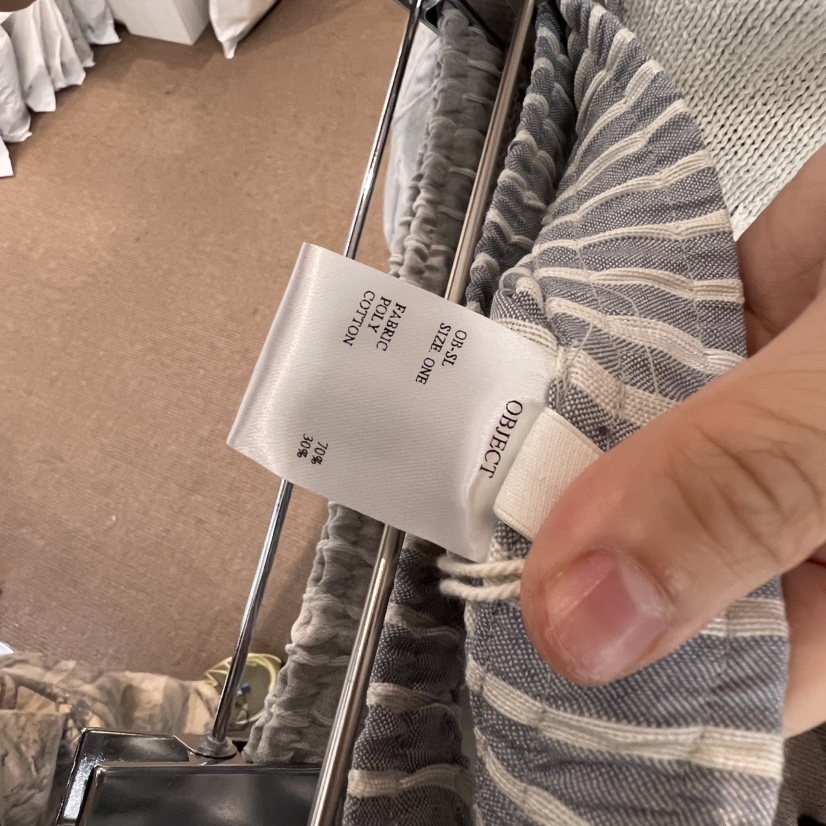 OBJECT
OB-SL
SIZE: ONE
FABRIC
POLY 70%
COTTON 30%